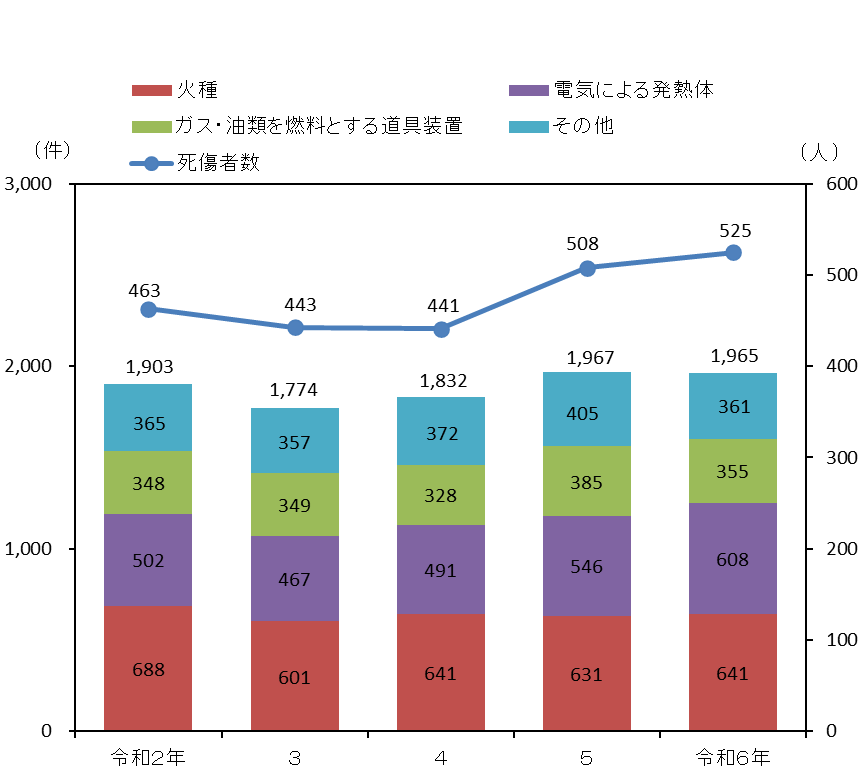 火種 電気による発熱体
ガス・油類を燃料とする道具装置 その他
（件） 死傷者数 （人）
3,000 600
525
508
500
463 443 441
2,000 1,903 1,774 1,832 1,967 1,965 400
365 357 372 405 361
300
348 349 328 385 355
1,000 200
502 467 491 546 608
100
688 601 641 631 641
0 0
令和２年 ３ ４ ５ 令和６年